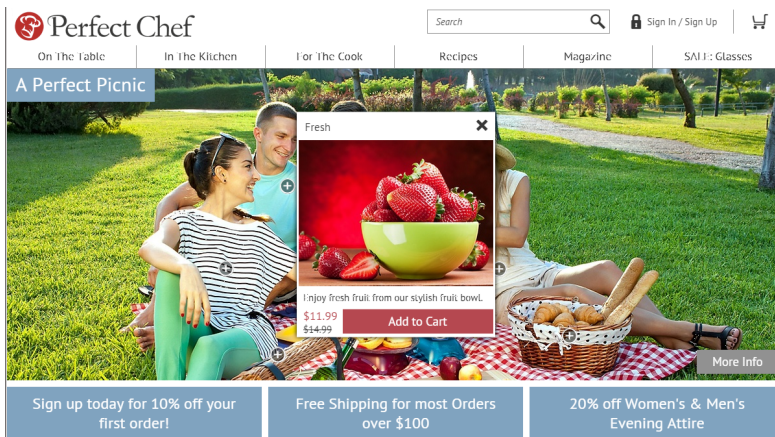 Perfect Chef
Search
Sign In / Sign Up
On The Table
In The Kitchen
For The Cook
Recipes
Magazine
SALE: Glasses
A Perfect Picnic
Fresh
Enjoy fresh fruit from our stylish fruit bowl.
$11.99
$14.99
Add to Cart
More Info
Sign up today for 10% off your
first order!
Free Shipping for most Orders
over $100
20% off Women's & Men's
Evening Attire